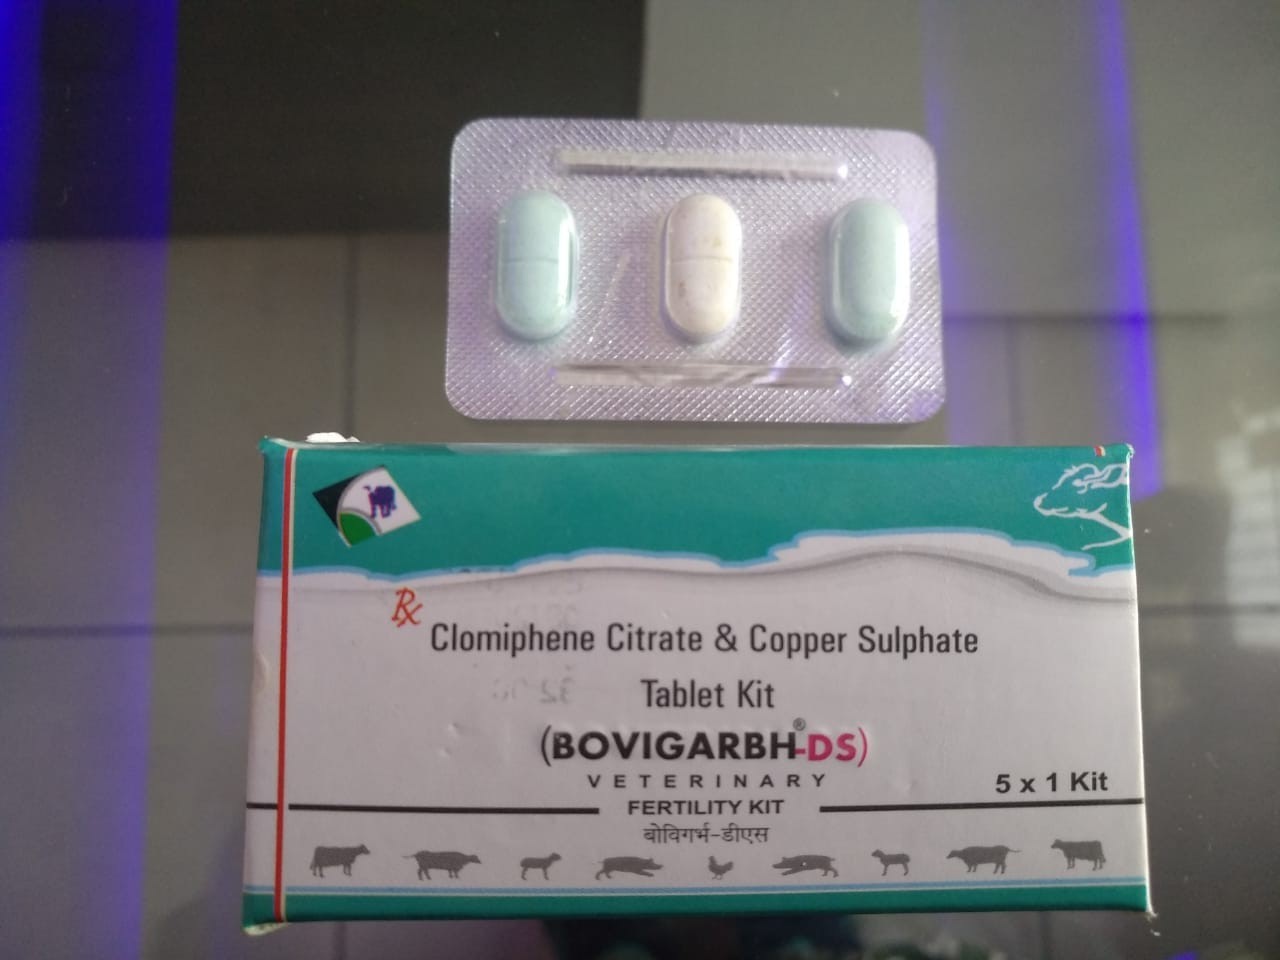 Rx
Clomiphene Citrate & Copper Sulphate
Tablet Kit
(BOVIGARBH®-DS)
VETERINARY
5 x 1 Kit
FERTILITY KIT
बोविगर्भ-डीएस